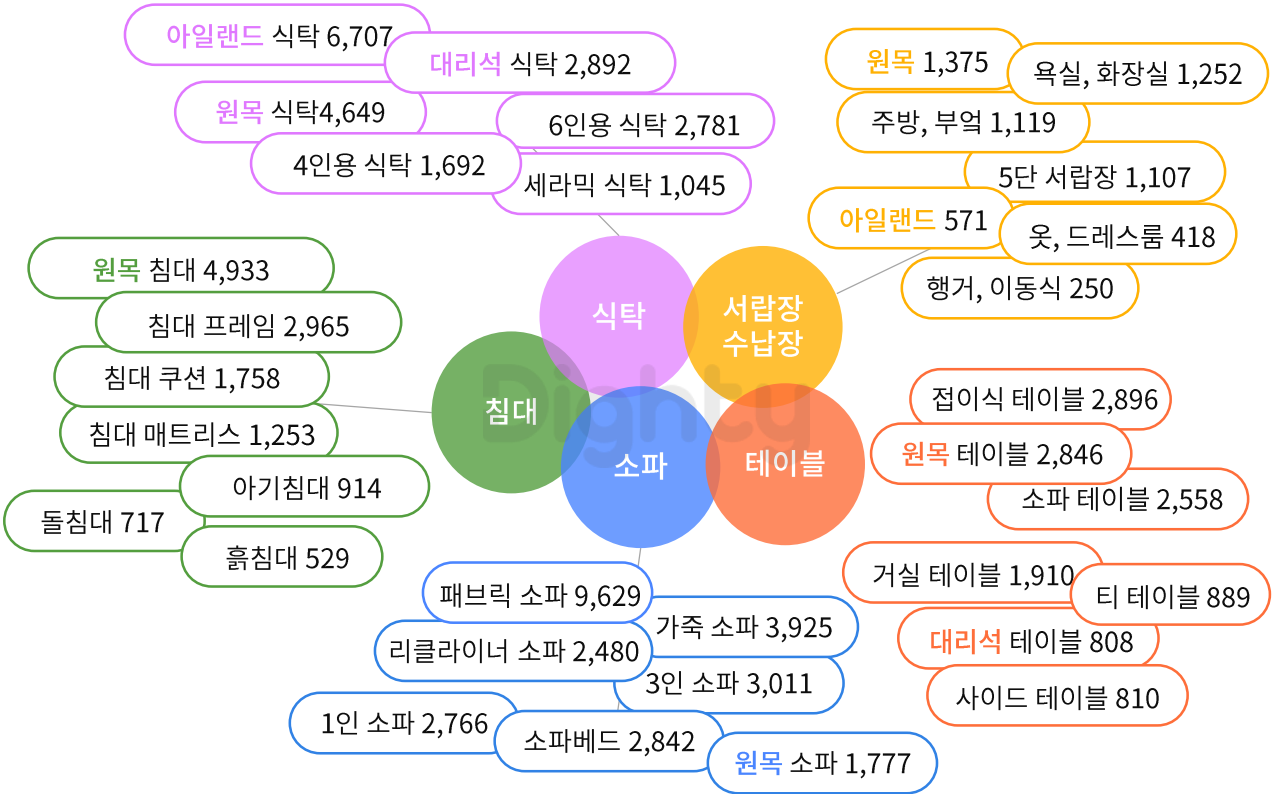 아일랜드 식탁 6,707
대리석 식탁 2,892
원목 식탁4,649
6인용 식탁 2,781
4인용 식탁 1,692
세라믹 식탁 1,045
원목 1,375
욕실, 화장실 1,252
주방, 부엌 1,119
5단 서랍장 1,107
아일랜드 571
옷, 드레스룸 418
행거, 이동식 250
원목 침대 4,933
침대 프레임 2,965
침대 쿠션 1,758
침대 매트리스 1,253
아기침대 914
돌침대 717
흙침대 529
식탁
서랍장
수납장
침대
소파
테이블
Dighty
접이식 테이블 2,896
원목 테이블 2,846
소파 테이블 2,558
거실 테이블 1,910
티 테이블 889
대리석 테이블 808
사이드 테이블 810
패브릭 소파 9,629
가죽 소파 3,925
리클라이너 소파 2,480
3인 소파 3,011
1인 소파 2,766
소파베드 2,842
원목 소파 1,777